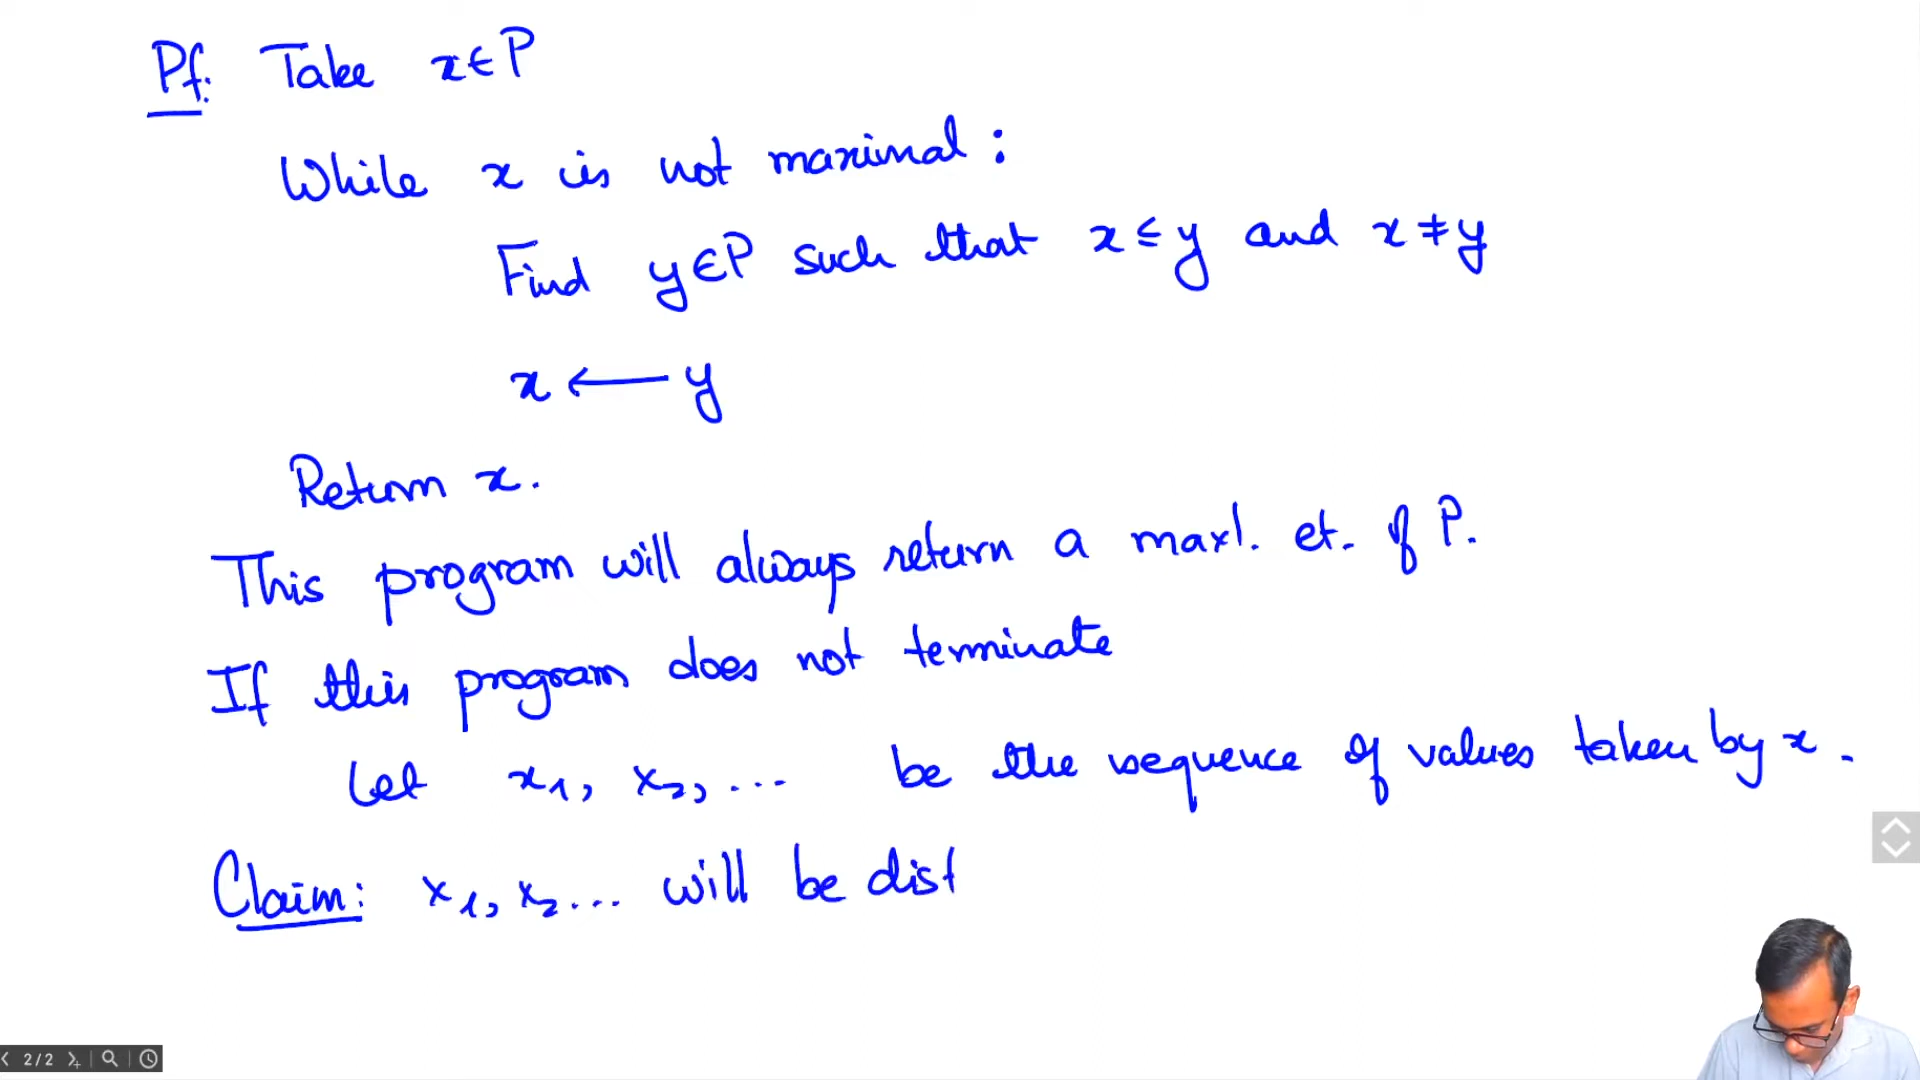 Pf: Take x∈P
While x is not maximal:
Find y∈P such that x ≤ y and x ≠ y
x ← y
Return x.
This program will always return a maxl. et. of P.
If this program does not terminate
Let x₁, x₂, ... be the sequence of values taken by x.
Claim: x₁, x₂ ... will be dist
2/2